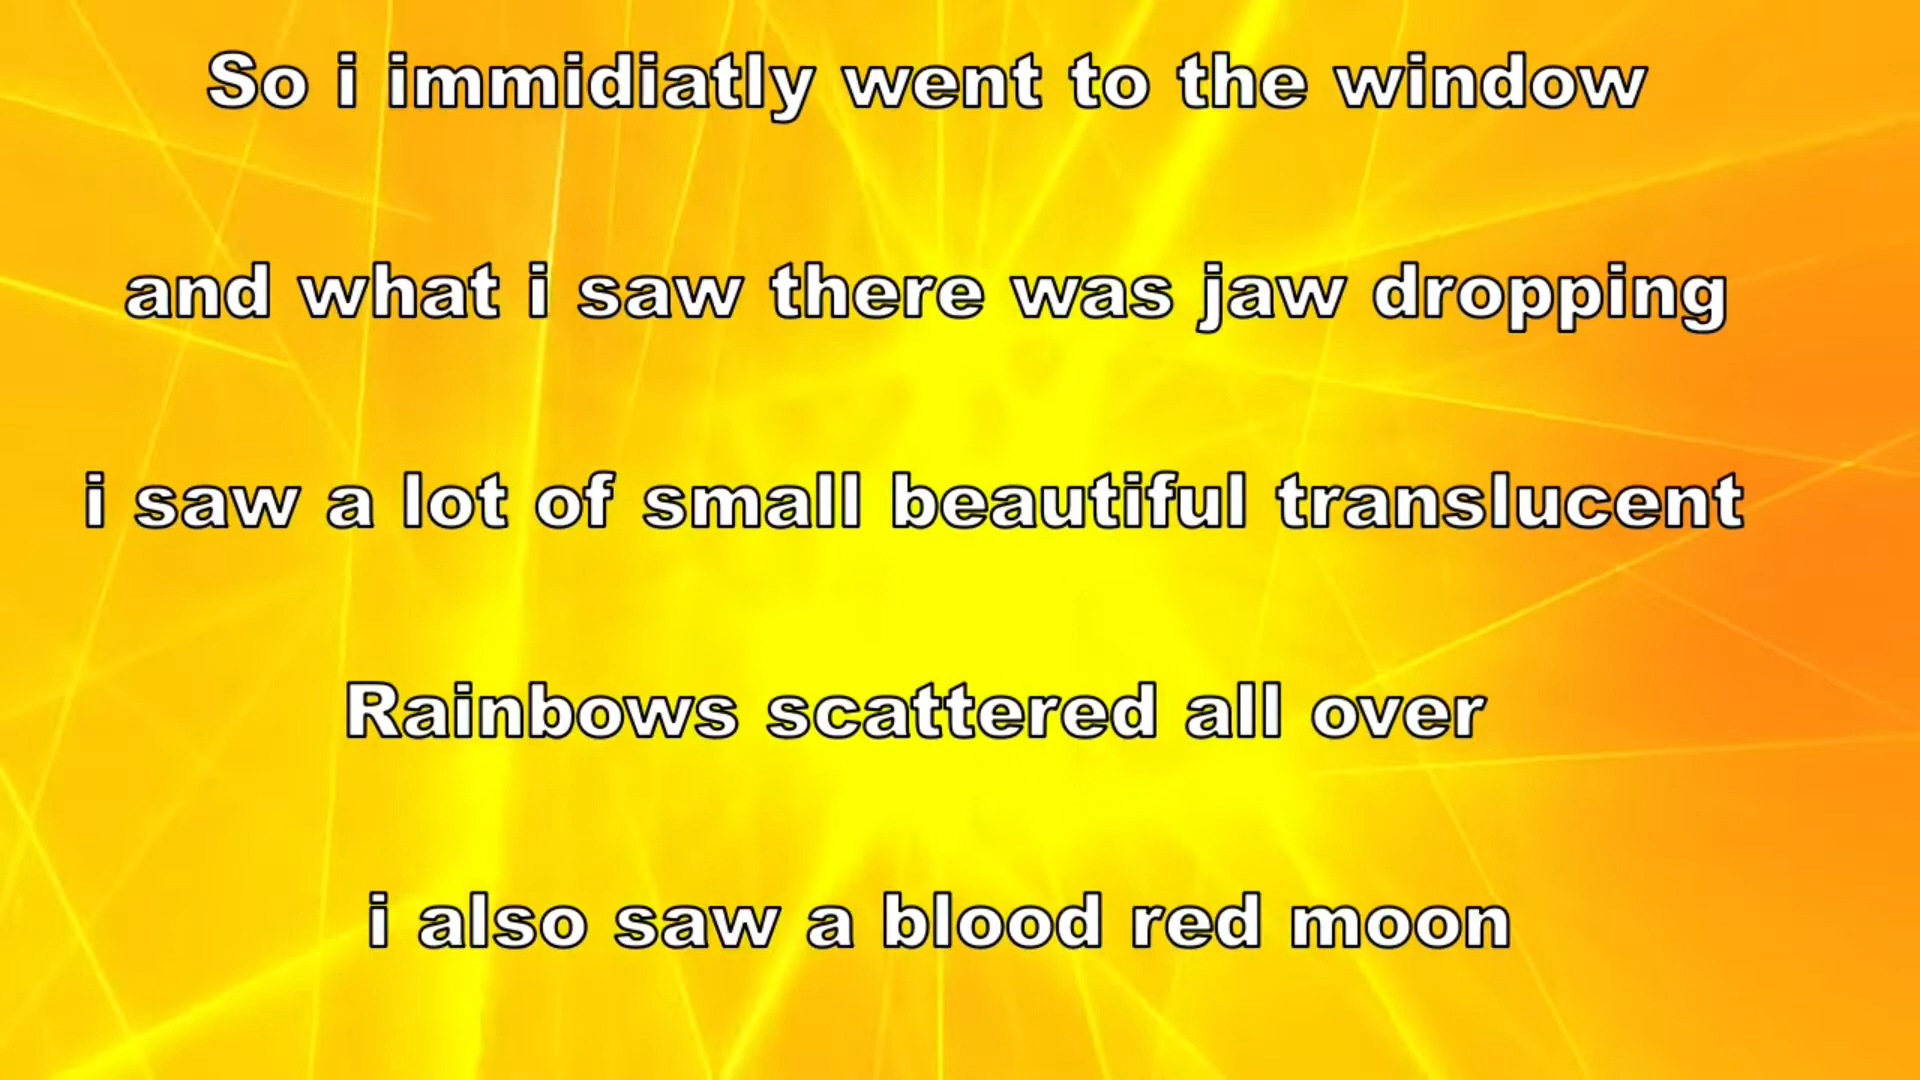 So i immidiatly went to the window
and what i saw there was jaw dropping
i saw a lot of small beautiful translucent
Rainbows scattered all over
i also saw a blood red moon